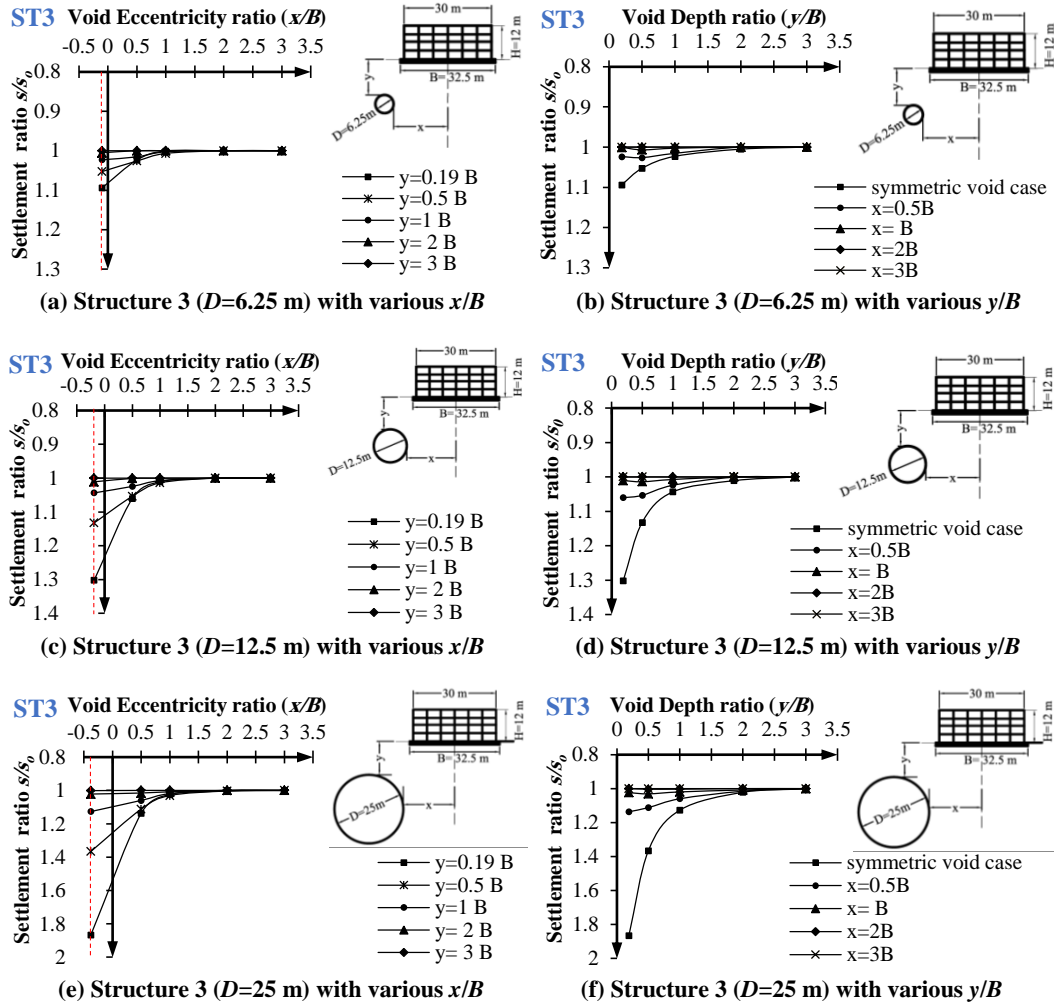 ST3 Void Eccentricity ratio (x/B)
-0.5 0 0.5 1 1.5 2 2.5 3 3.5
0.8
0.9
1
1.1
1.2
1.3
Settlement ratio s/s₀
30 m
H=12 m
B= 32.5 m
y
x
D=6.25m
y=0.19 B
y=0.5 B
y=1 B
y= 2 B
y= 3 B
(a) Structure 3 (D=6.25 m) with various x/B
ST3 Void Depth ratio (y/B)
0 0.5 1 1.5 2 2.5 3 3.5
0.8
0.9
1
1.1
1.2
1.3
Settlement ratio s/s₀
30 m
H=12 m
B= 32.5 m
y
x
D=6.25m
symmetric void case
x=0.5B
x= B
x=2B
x=3B
(b) Structure 3 (D=6.25 m) with various y/B
ST3 Void Eccentricity ratio (x/B)
-0.5 0 0.5 1 1.5 2 2.5 3 3.5
0.8
0.9
1
1.1
1.2
1.3
1.4
Settlement ratio s/s₀
30 m
H=12 m
B= 32.5 m
y
x
D=12.5m
y=0.19 B
y=0.5 B
y=1 B
y= 2 B
y= 3 B
(c) Structure 3 (D=12.5 m) with various x/B
ST3 Void Depth ratio (y/B)
0 0.5 1 1.5 2 2.5 3 3.5
0.8
0.9
1
1.1
1.2
1.3
1.4
Settlement ratio s/s₀
30 m
H=12 m
B= 32.5 m
y
x
D=12.5m
symmetric void case
x=0.5B
x= B
x=2B
x=3B
(d) Structure 3 (D=12.5 m) with various y/B
ST3 Void Eccentricity ratio (x/B)
-0.5 0 0.5 1 1.5 2 2.5 3 3.5
0.8
1
1.2
1.4
1.6
1.8
2
Settlement ratio s/s₀
30 m
H=12 m
B= 32.5 m
y
x
D=25m
y=0.19 B
y=0.5 B
y=1 B
y= 2 B
y= 3 B
(e) Structure 3 (D=25 m) with various x/B
ST3 Void Depth ratio (y/B)
0 0.5 1 1.5 2 2.5 3 3.5
0.8
1
1.2
1.4
1.6
1.8
2
Settlement ratio s/s₀
30 m
H=12 m
B= 32.5 m
y
x
D=25m
symmetric void case
x=0.5B
x= B
x=2B
x=3B
(f) Structure 3 (D=25 m) with various y/B